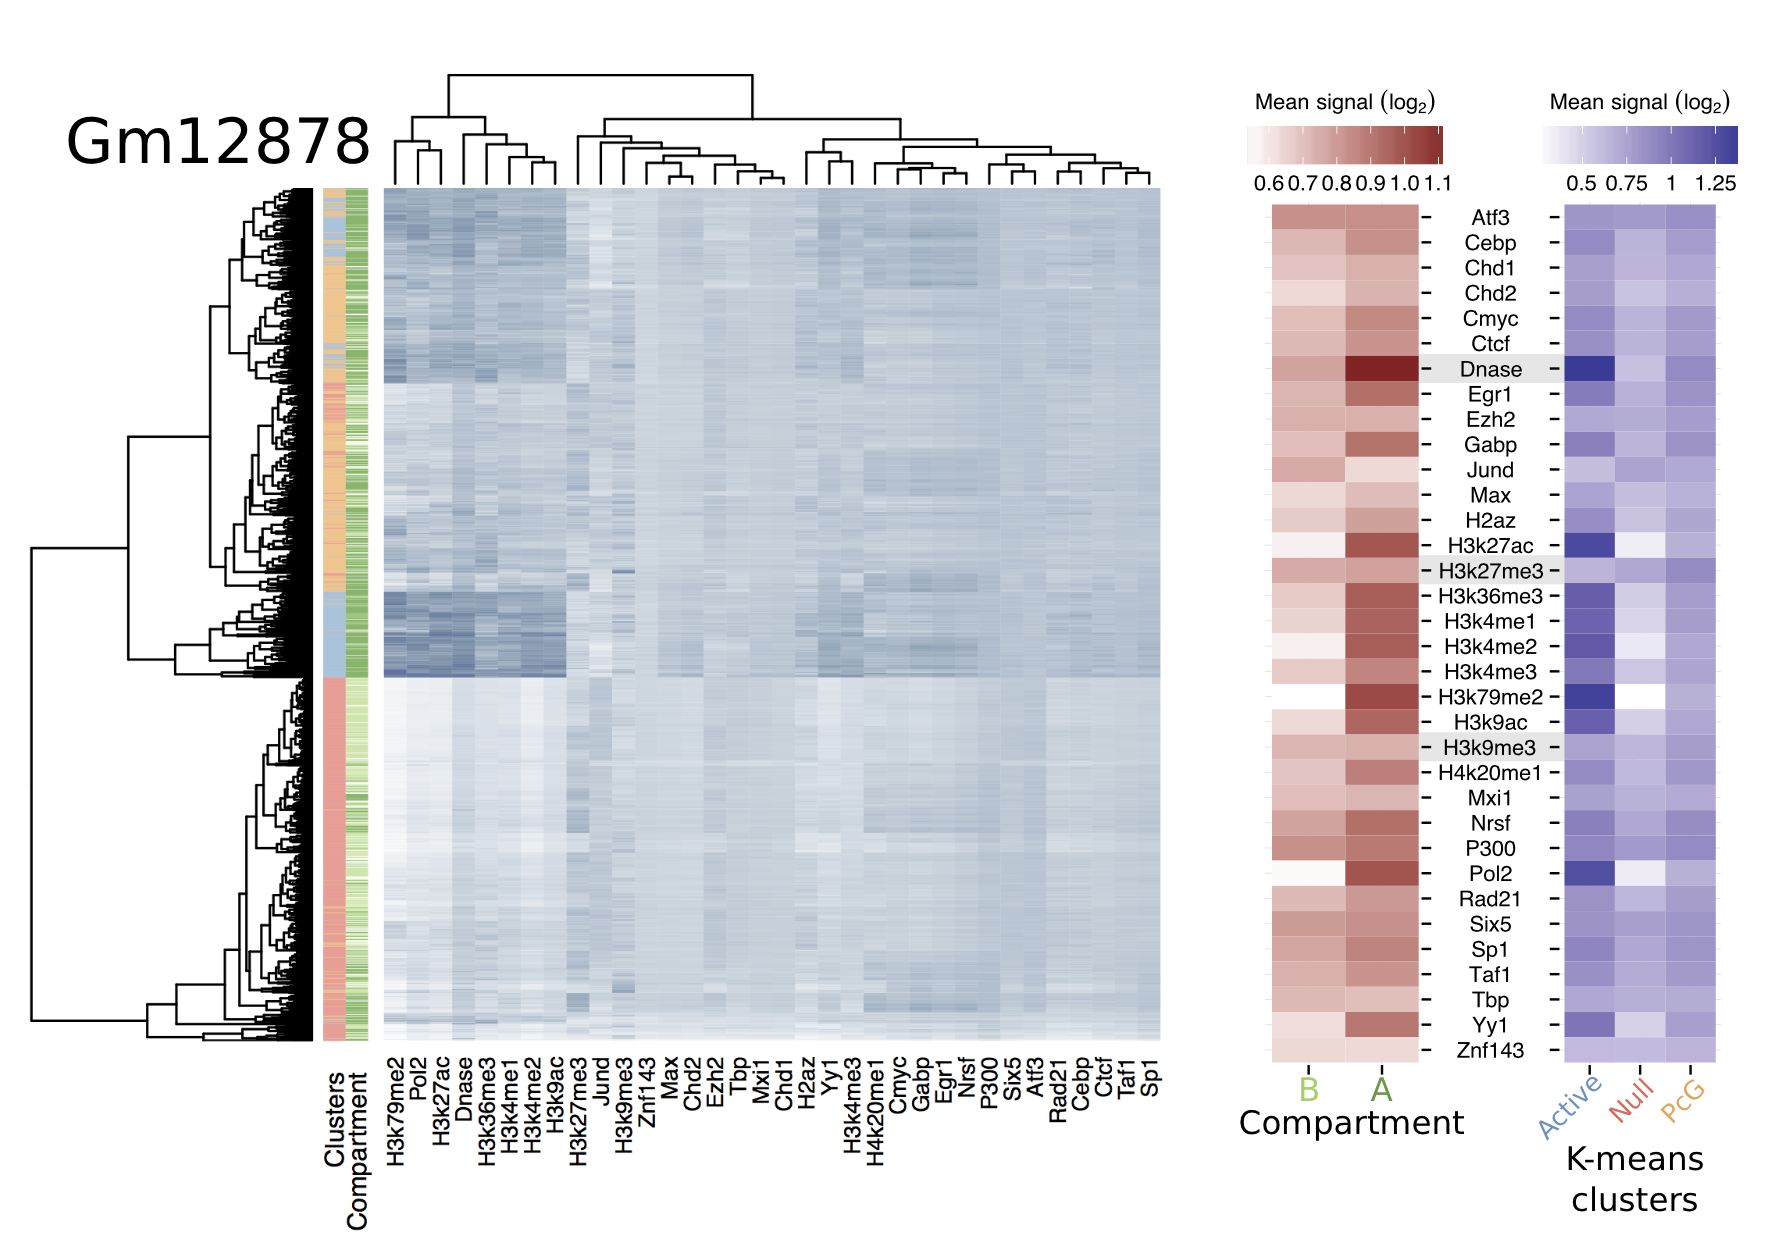 Gm12878
Clusters
Compartment
H3k79me2
Pol2
H3k27ac
Dnase
H3k36me3
H3k4me1
H3k4me2
H3k9ac
H3k27me3
Jund
H3k9me3
Znf143
Max
Chd2
Ezh2
Tbp
Mxi1
Chd1
H2az
Yy1
H3k4me3
H4k20me1
Cmyc
Gabp
Egr1
Nrsf
P300
Six5
Atf3
Rad21
Cebp
Ctcf
Taf1
Sp1
Mean signal (log₂)
0.6 0.7 0.8 0.9 1.0 1.1
Mean signal (log₂)
0.5 0.75 1 1.25
Atf3
Cebp
Chd1
Chd2
Cmyc
Ctcf
Dnase
Egr1
Ezh2
Gabp
Jund
Max
H2az
H3k27ac
H3k27me3
H3k36me3
H3k4me1
H3k4me2
H3k4me3
H3k79me2
H3k9ac
H3k9me3
H4k20me1
Mxi1
Nrsf
P300
Pol2
Rad21
Six5
Sp1
Taf1
Tbp
Yy1
Znf143
B A
Compartment
Active Null PcG
K-means
clusters